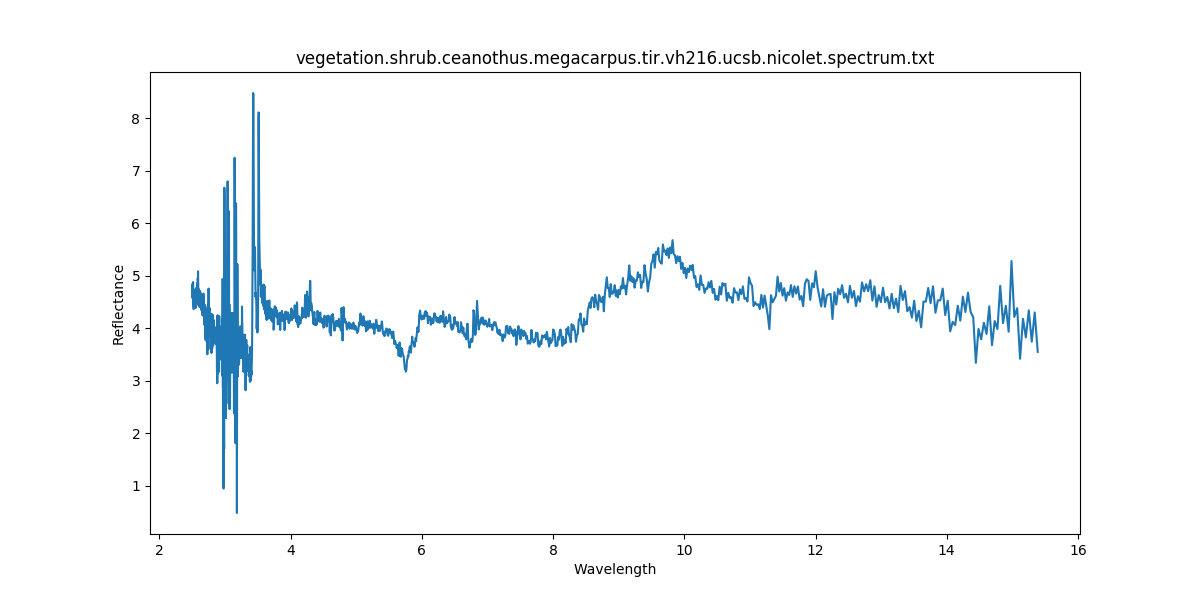 vegetation.shrub.ceanothus.megacarpus.tir.vh216.ucsb.nicolet.spectrum.txt
8
7
6
5
4
3
2
1
Reflectance
2 4 6 8 10 12 14 16
Wavelength